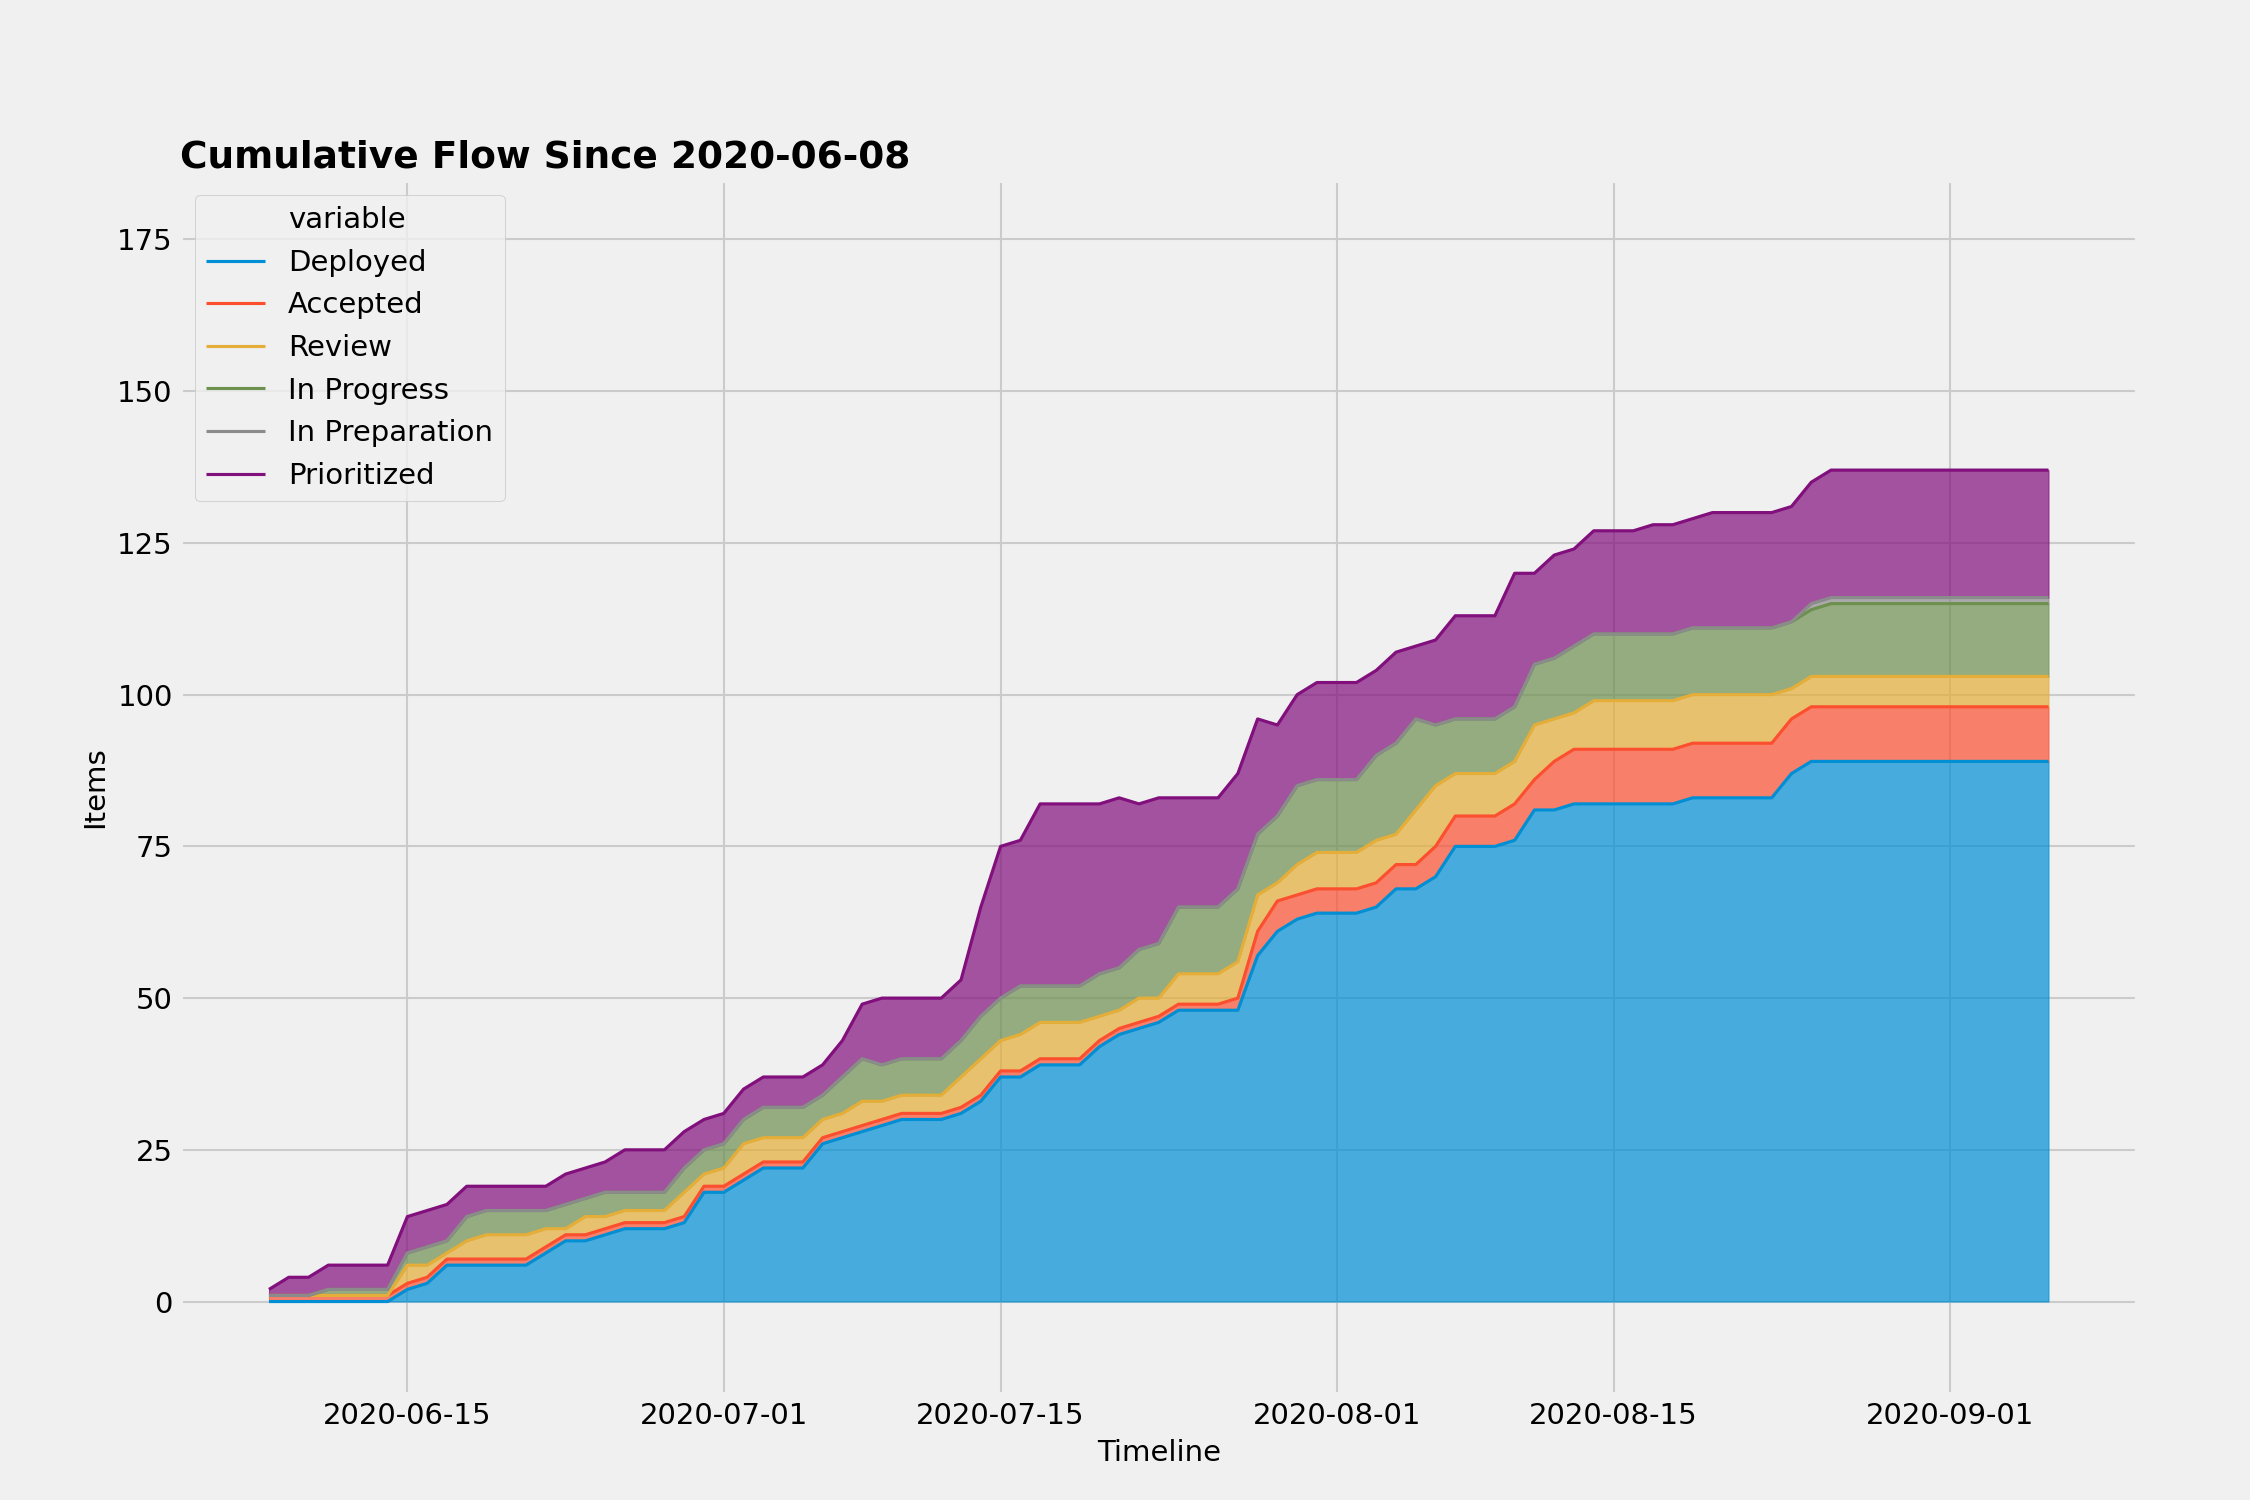 Cumulative Flow Since 2020-06-08
variable
Deployed
Accepted
Review
In Progress
In Preparation
Prioritized
175
150
125
100
75
50
25
0
Items
2020-06-15
2020-07-01
2020-07-15
2020-08-01
2020-08-15
2020-09-01
Timeline